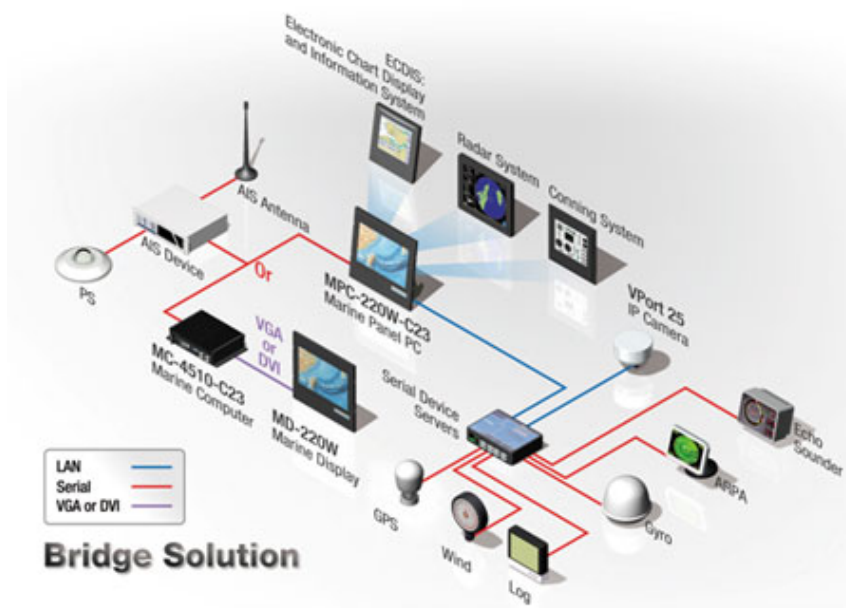 ECDIS:
Electronic Chart Display
and Information System
Radar System
Conning System
AIS Antenna
AIS Device
PS
Or
MPC-220W-C23
Marine Panel PC
VPort 25
IP Camera
VGA
or
DVI
MC-4510-C23
Marine Computer
MD-220W
Marine Display
Serial Device
Servers
Echo
Sounder
ARPA
Gyro
GPS
Wind
Log
LAN
Serial
VGA or DVI
Bridge Solution